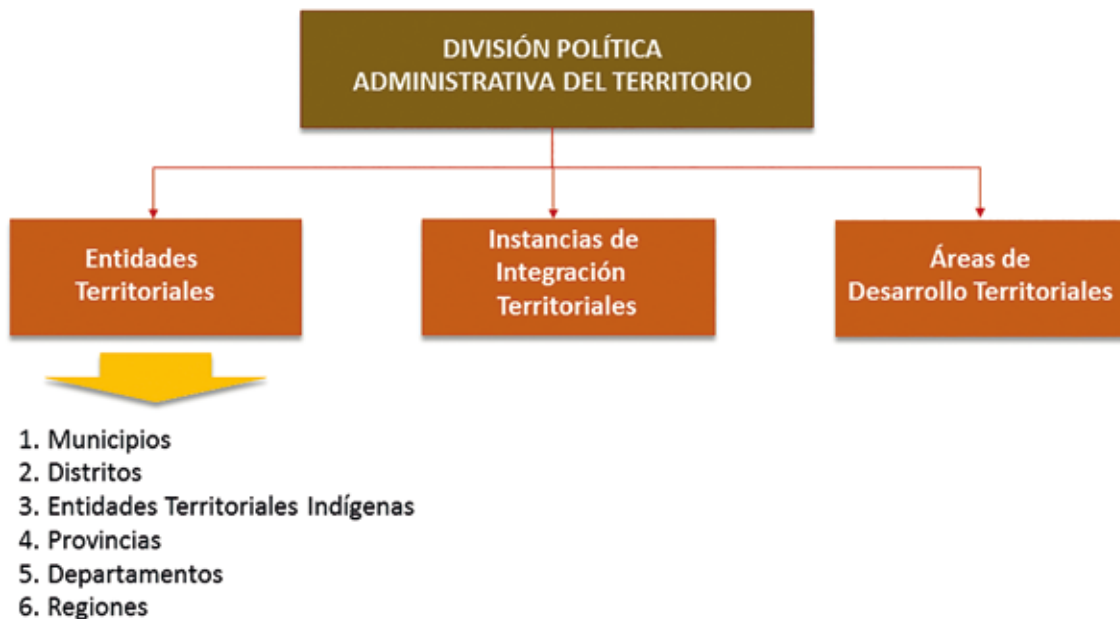 DIVISIÓN POLÍTICA
ADMINISTRATIVA DEL TERRITORIO
Entidades
Territoriales
Instancias de
Integración
Territoriales
Áreas de
Desarrollo Territoriales
1. Municipios
2. Distritos
3. Entidades Territoriales Indígenas
4. Provincias
5. Departamentos
6. Regiones